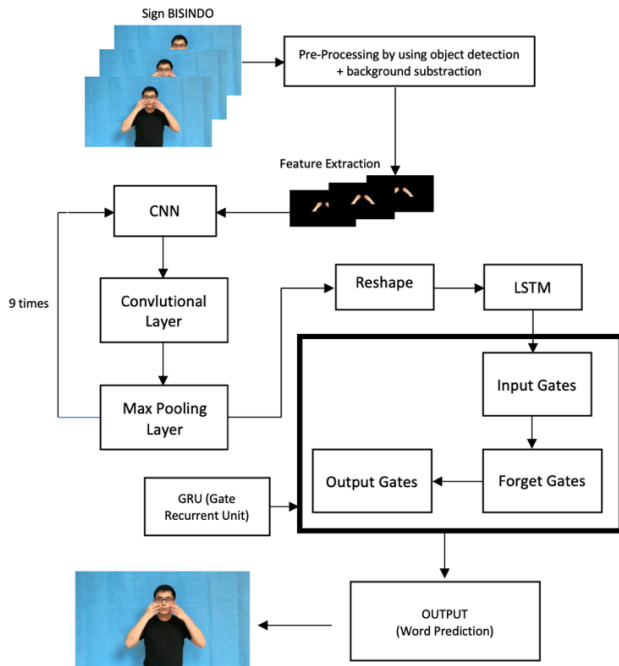 Sign BISINDO
Pre-Processing by using object detection
+ background substraction
Feature Extraction
CNN
9 times
Convlutional
Layer
Max Pooling
Layer
Reshape
LSTM
Input Gates
Forget Gates
Output Gates
GRU (Gate
Recurrent Unit)
OUTPUT
(Word Prediction)